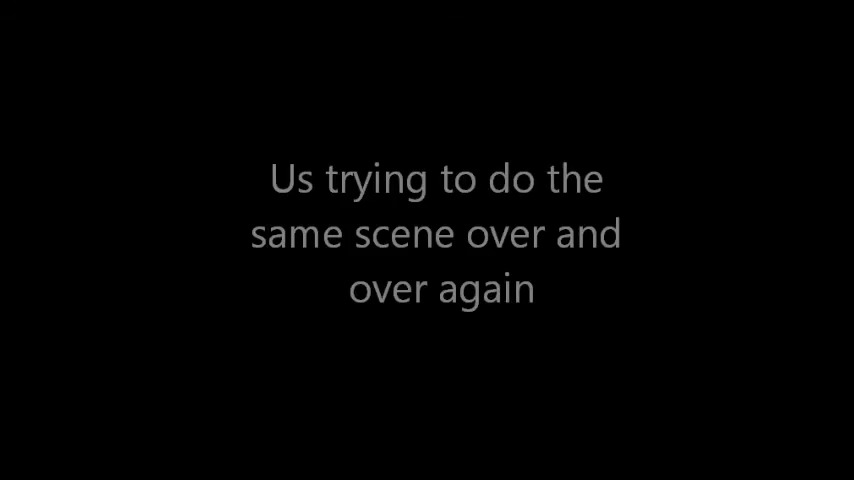 Us trying to do the
same scene over and
over again